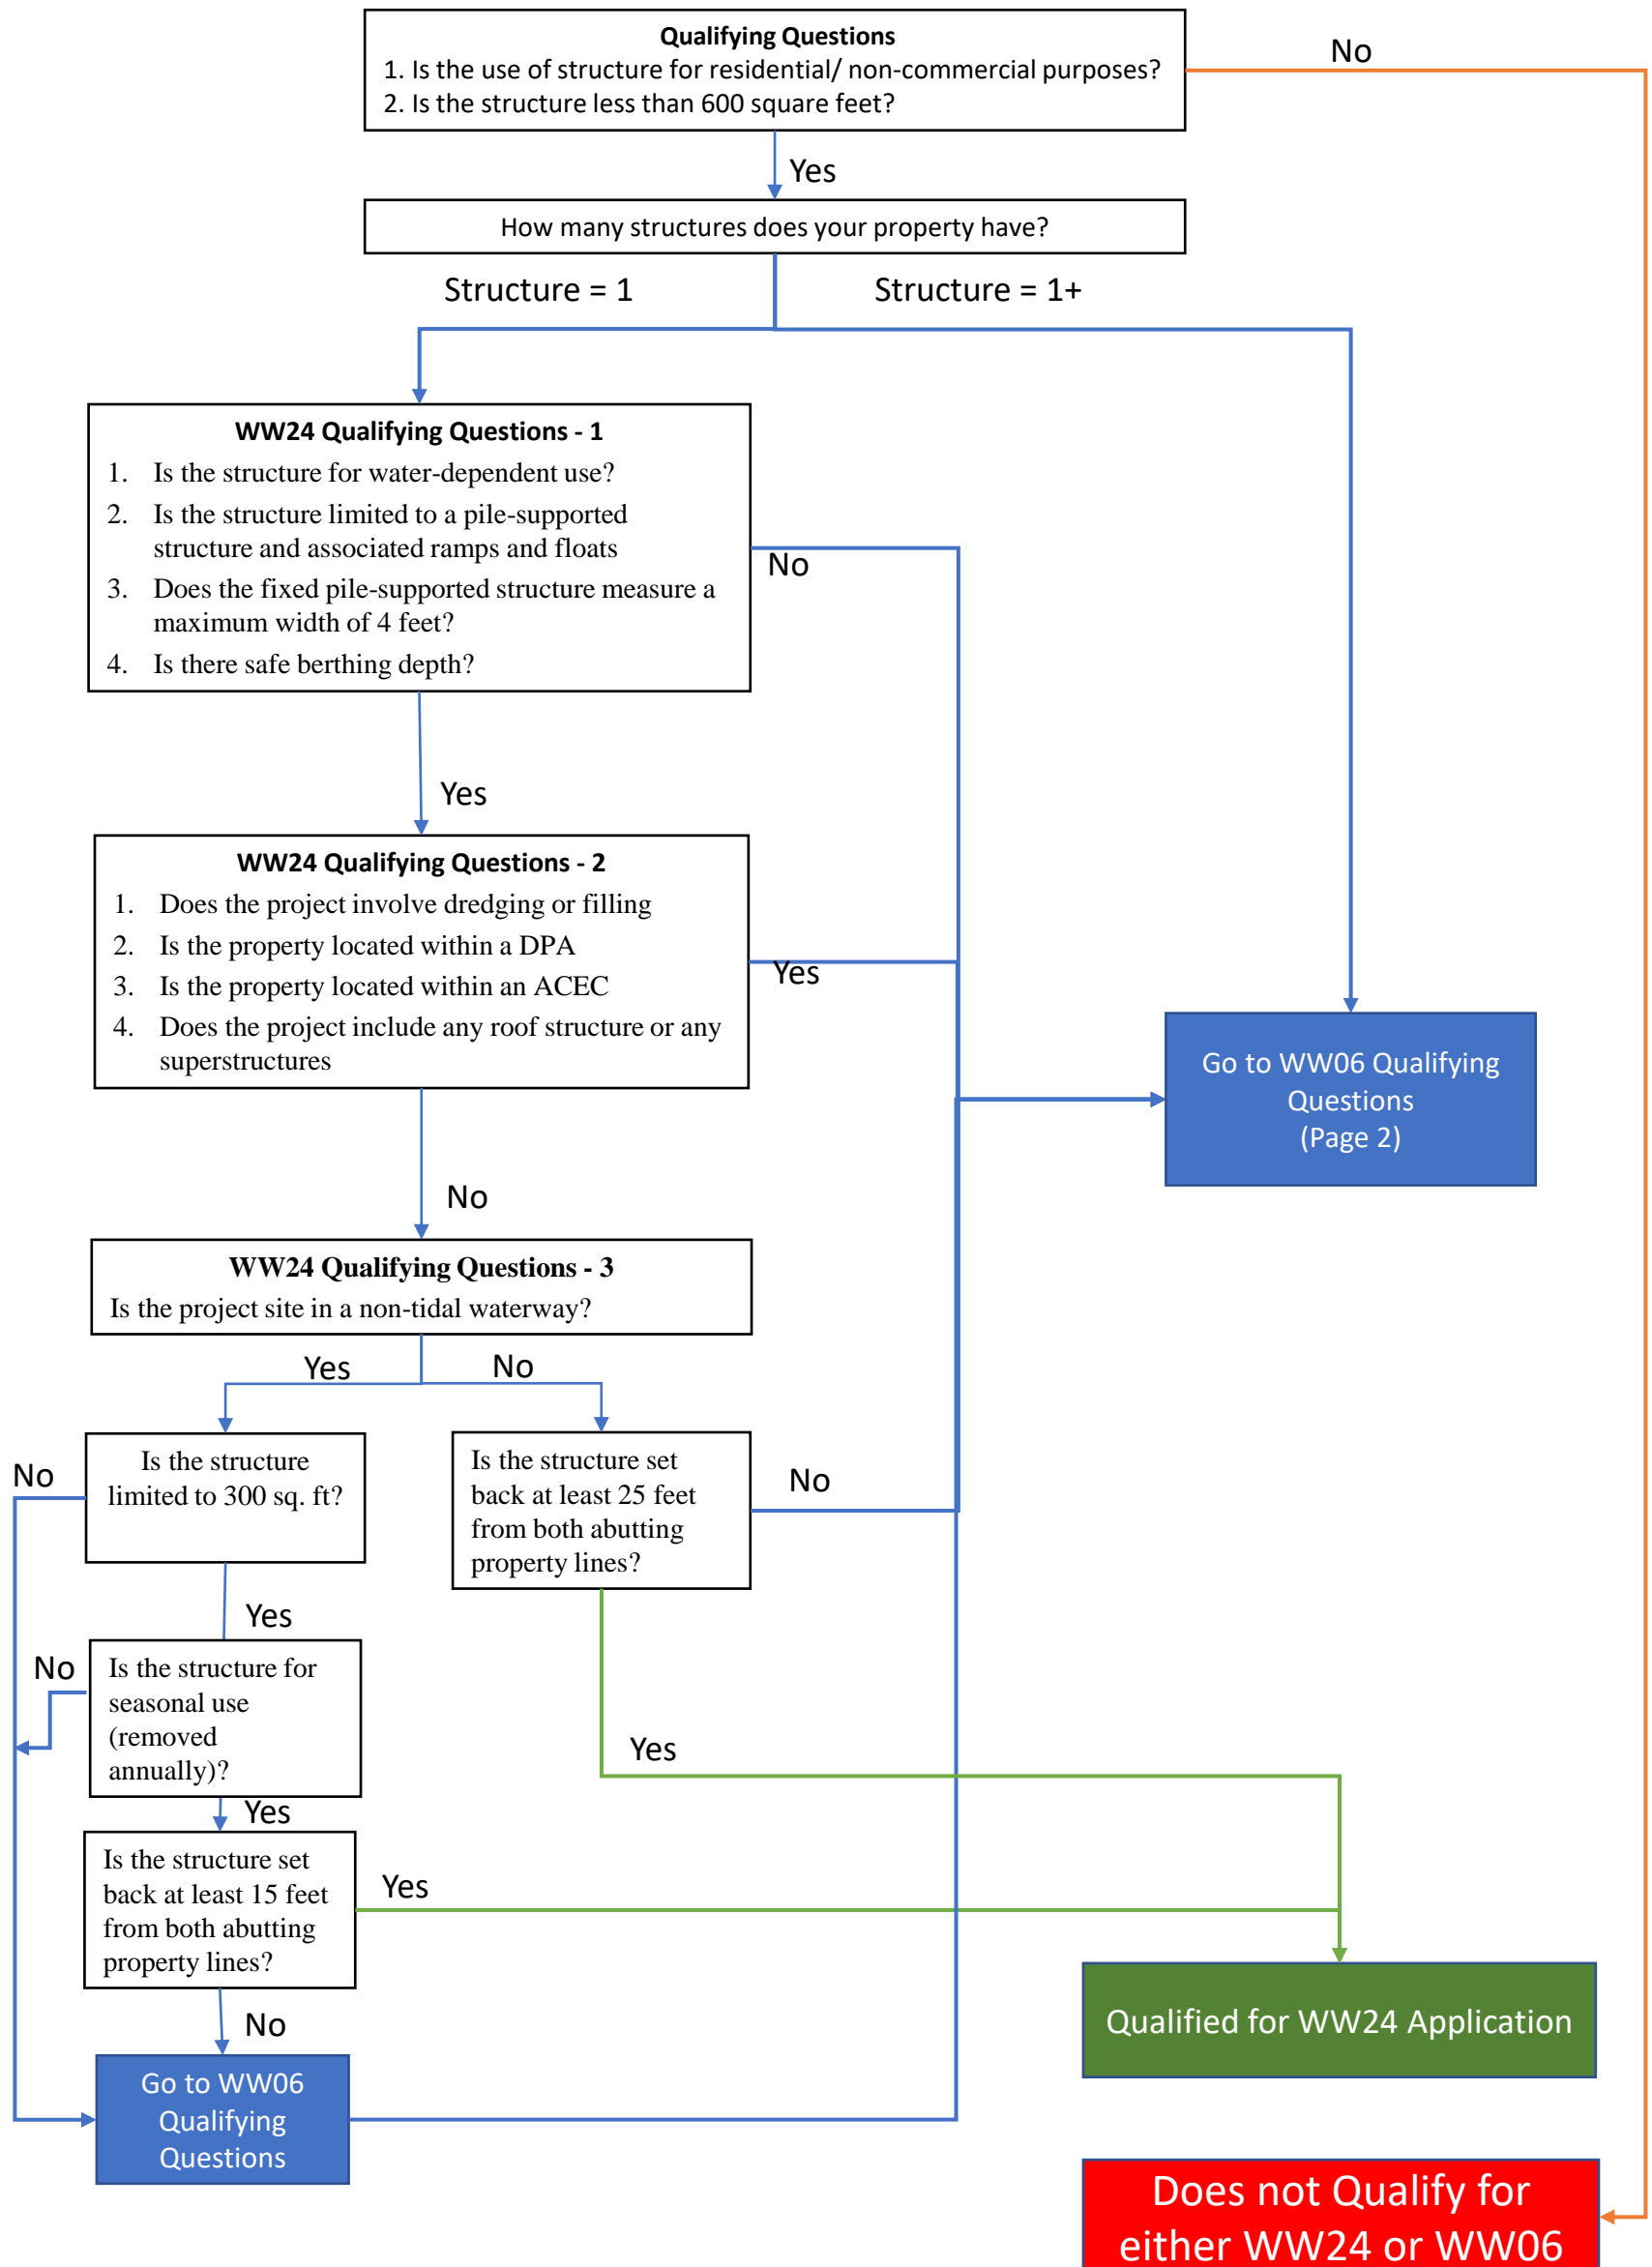 Qualifying Questions
1. Is the use of structure for residential/ non-commercial purposes?
2. Is the structure less than 600 square feet?
No
Yes
How many structures does your property have?
Structure = 1
Structure = 1+
WW24 Qualifying Questions - 1
1. Is the structure for water-dependent use?
2. Is the structure limited to a pile-supported
structure and associated ramps and floats
3. Does the fixed pile-supported structure measure a
maximum width of 4 feet?
4. Is there safe berthing depth?
No
Yes
WW24 Qualifying Questions - 2
1. Does the project involve dredging or filling
2. Is the property located within a DPA
3. Is the property located within an ACEC
4. Does the project include any roof structure or any
superstructures
Yes
Go to WW06 Qualifying
Questions
(Page 2)
No
WW24 Qualifying Questions - 3
Is the project site in a non-tidal waterway?
Yes
No
Is the structure
limited to 300 sq. ft?
No
Is the structure set
back at least 25 feet
from both abutting
property lines?
No
Yes
Is the structure for
seasonal use
(removed
annually)?
No
Yes
Yes
Is the structure set
back at least 15 feet
from both abutting
property lines?
Yes
No
Qualified for WW24 Application
Go to WW06
Qualifying
Questions
Does not Qualify for
either WW24 or WW06